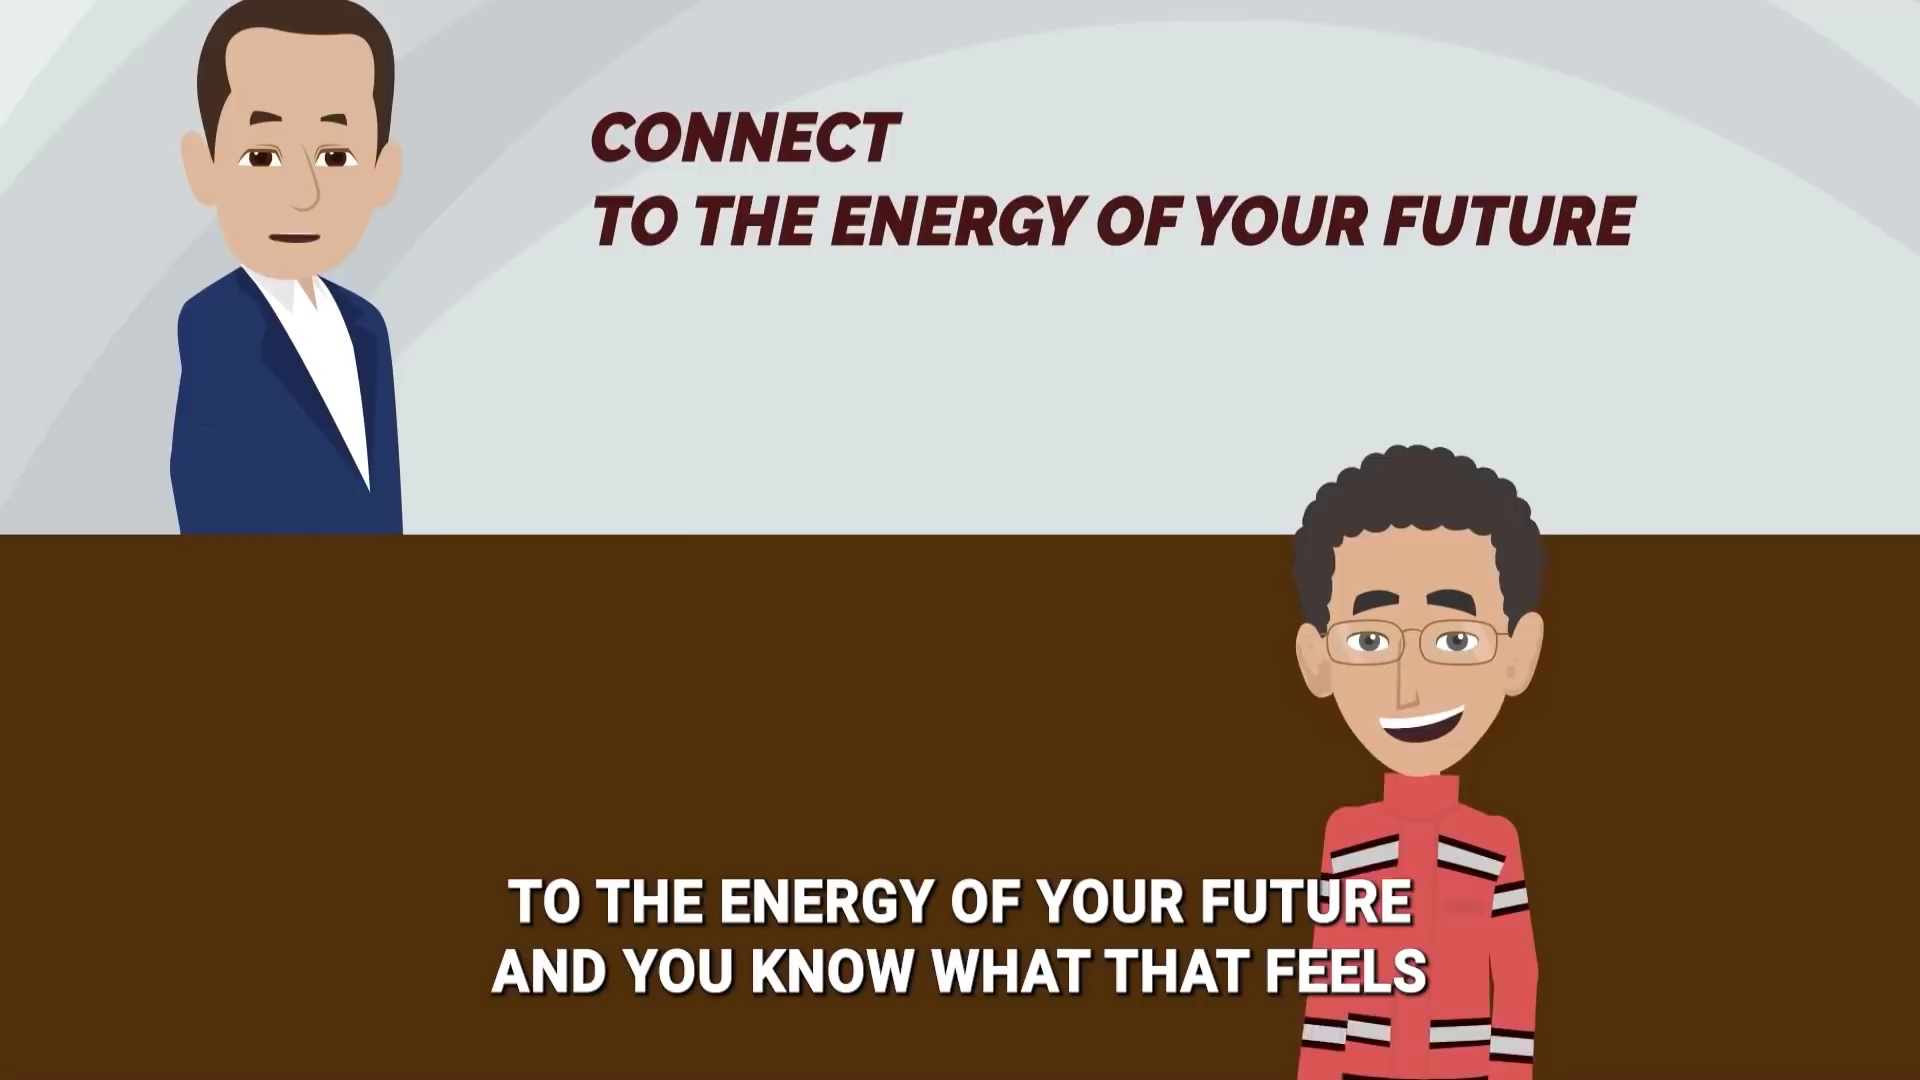 CONNECT
TO THE ENERGY OF YOUR FUTURE
TO THE ENERGY OF YOUR FUTURE
AND YOU KNOW WHAT THAT FEELS